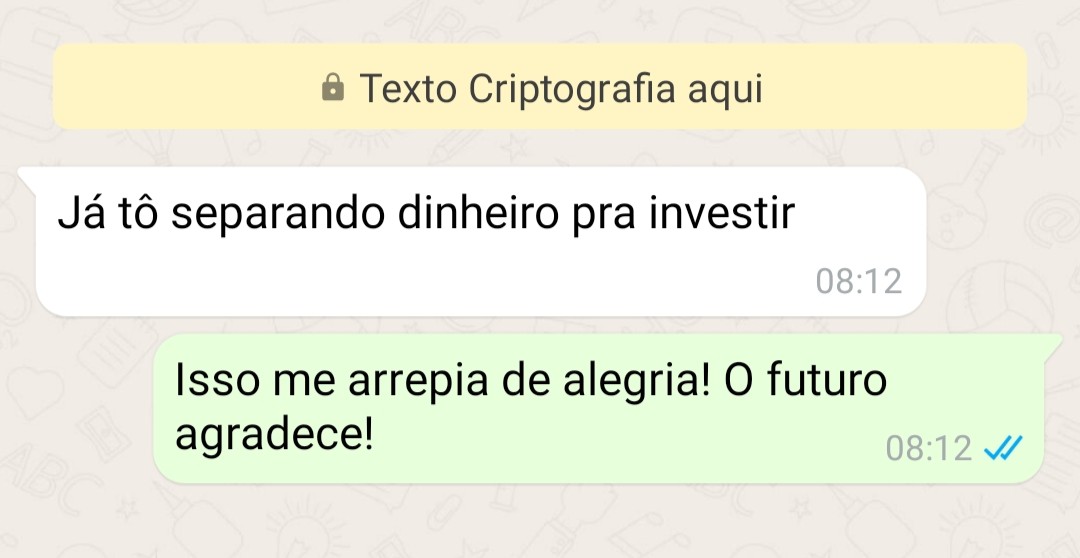 Texto Criptografia aqui
Já tô separando dinheiro pra investir
08:12
Isso me arrepia de alegria! O futuro
agradece!
08:12